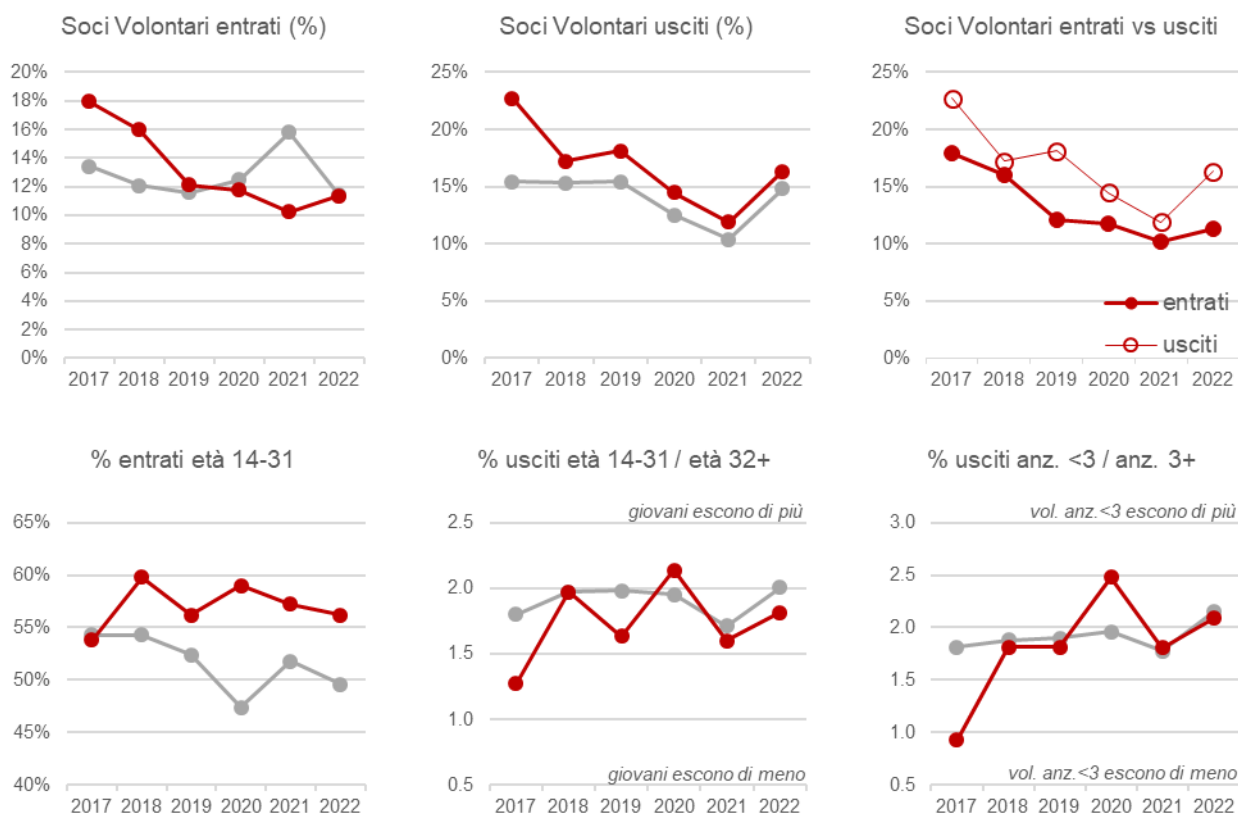 Soci Volontari entrati (%)
20%
18%
16%
14%
12%
10%
8%
6%
4%
2%
0%
2017 2018 2019 2020 2021 2022
Soci Volontari usciti (%)
25%
20%
15%
10%
5%
0%
2017 2018 2019 2020 2021 2022
Soci Volontari entrati vs usciti
25%
20%
15%
10%
5%
0%
entrati
usciti
2017 2018 2019 2020 2021 2022
% entrati età 14-31
65%
60%
55%
50%
45%
40%
2017 2018 2019 2020 2021 2022
% usciti età 14-31 / età 32+
2.5
2.0
1.5
1.0
0.5
giovani escono di più
giovani escono di meno
2017 2018 2019 2020 2021 2022
% usciti anz. <3 / anz. 3+
3.0
2.5
2.0
1.5
1.0
0.5
vol. anz.<3 escono di più
vol. anz.<3 escono di meno
2017 2018 2019 2020 2021 2022